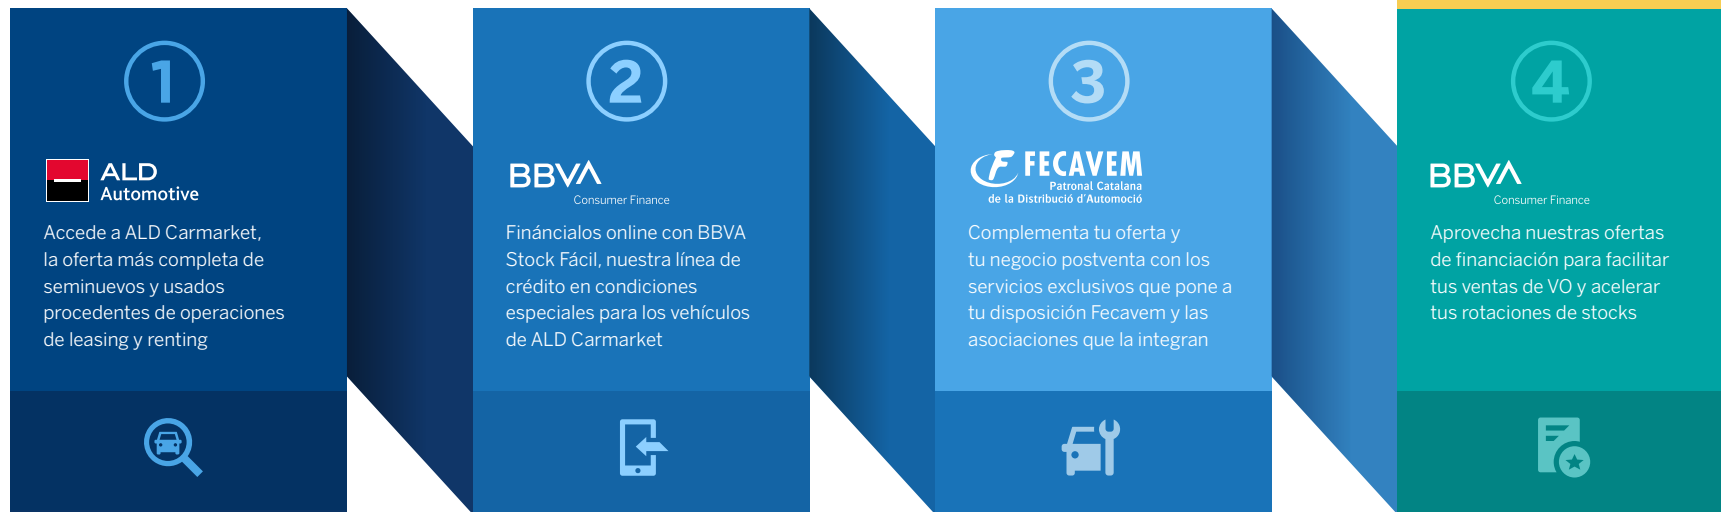 1
ALD
Automotive
Accede a ALD Carmarket,
la oferta más completa de
seminuevos y usados
procedentes de operaciones
de leasing y renting
2
BBVA
Consumer Finance
Fináncialos online con BBVA
Stock Fácil, nuestra línea de
crédito en condiciones
especiales para los vehículos
de ALD Carmarket
3
F FECAVEM
Patronal Catalana
de la Distribució d'Automoció
Complementa tu oferta y
tu negocio postventa con los
servicios exclusivos que pone a
tu disposición Fecavem y las
asociaciones que la integran
4
BBVA
Consumer Finance
Aprovecha nuestras ofertas
de financiación para facilitar
tus ventas de VO y acelerar
tus rotaciones de stocks